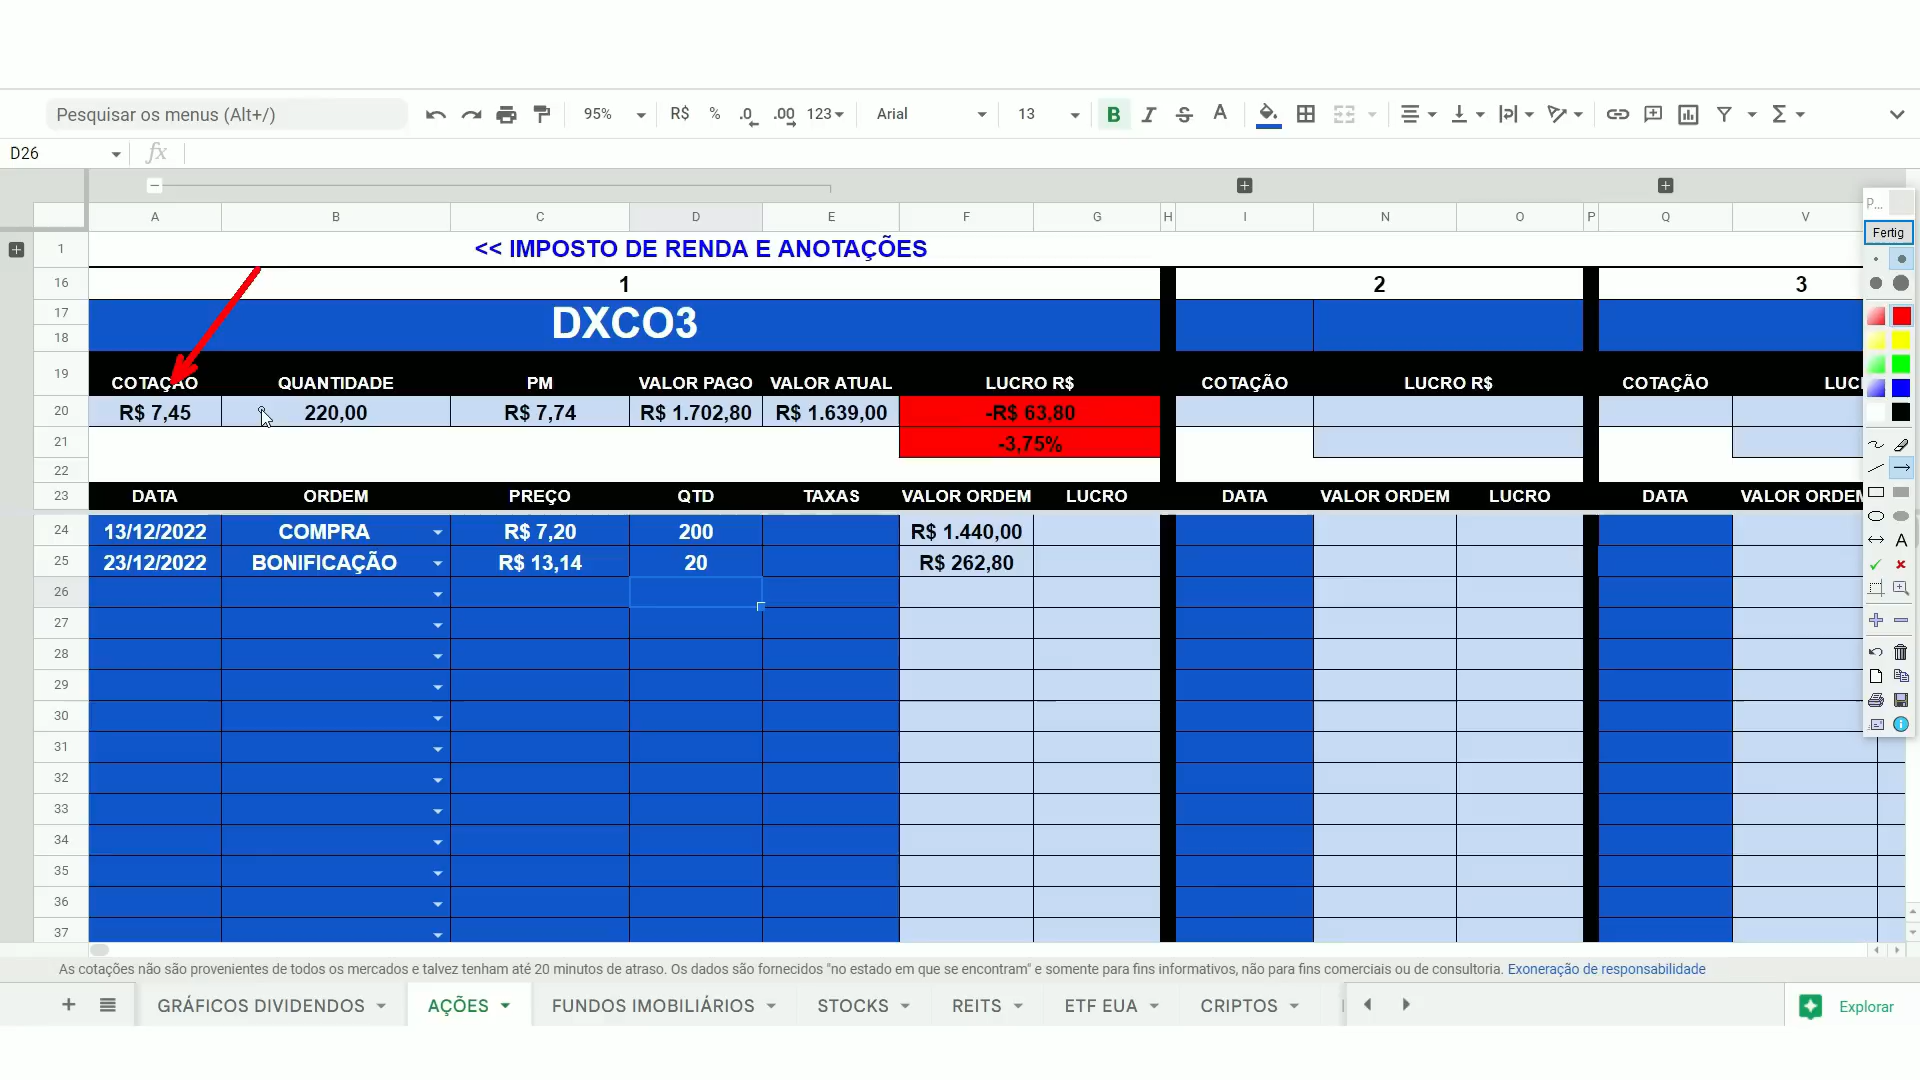 Pesquisar os menus (Alt+/) 95% R$ % .0 .00 123 Arial 13 B I S A Σ
D26 fx
A B C D E F G H I N O P Q V P...
1 << IMPOSTO DE RENDA E ANOTAÇÕES Fertig
16 1 2 3
17 DXCO3
18
19 COTAÇÃO QUANTIDADE PM VALOR PAGO VALOR ATUAL LUCRO R$ COTAÇÃO LUCRO R$ COTAÇÃO LUC
20 R$ 7,45 220,00 R$ 7,74 R$ 1.702,80 R$ 1.639,00 -R$ 63,80
21 -3,75%
22
23 DATA ORDEM PREÇO QTD TAXAS VALOR ORDEM LUCRO DATA VALOR ORDEM LUCRO DATA VALOR ORDEM
24 13/12/2022 COMPRA R$ 7,20 200 R$ 1.440,00
25 23/12/2022 BONIFICAÇÃO R$ 13,14 20 R$ 262,80
26
27
28
29
30
31
32
33
34
35
36
37
As cotações não são provenientes de todos os mercados e talvez tenham até 20 minutos de atraso. Os dados são fornecidos "no estado em que se encontram" e somente para fins informativos, não para fins comerciais ou de consultoria. Exoneração de responsabilidade
GRÁFICOS DIVIDENDOS AÇÕES FUNDOS IMOBILIÁRIOS STOCKS REITS ETF EUA CRIPTOS Explorar